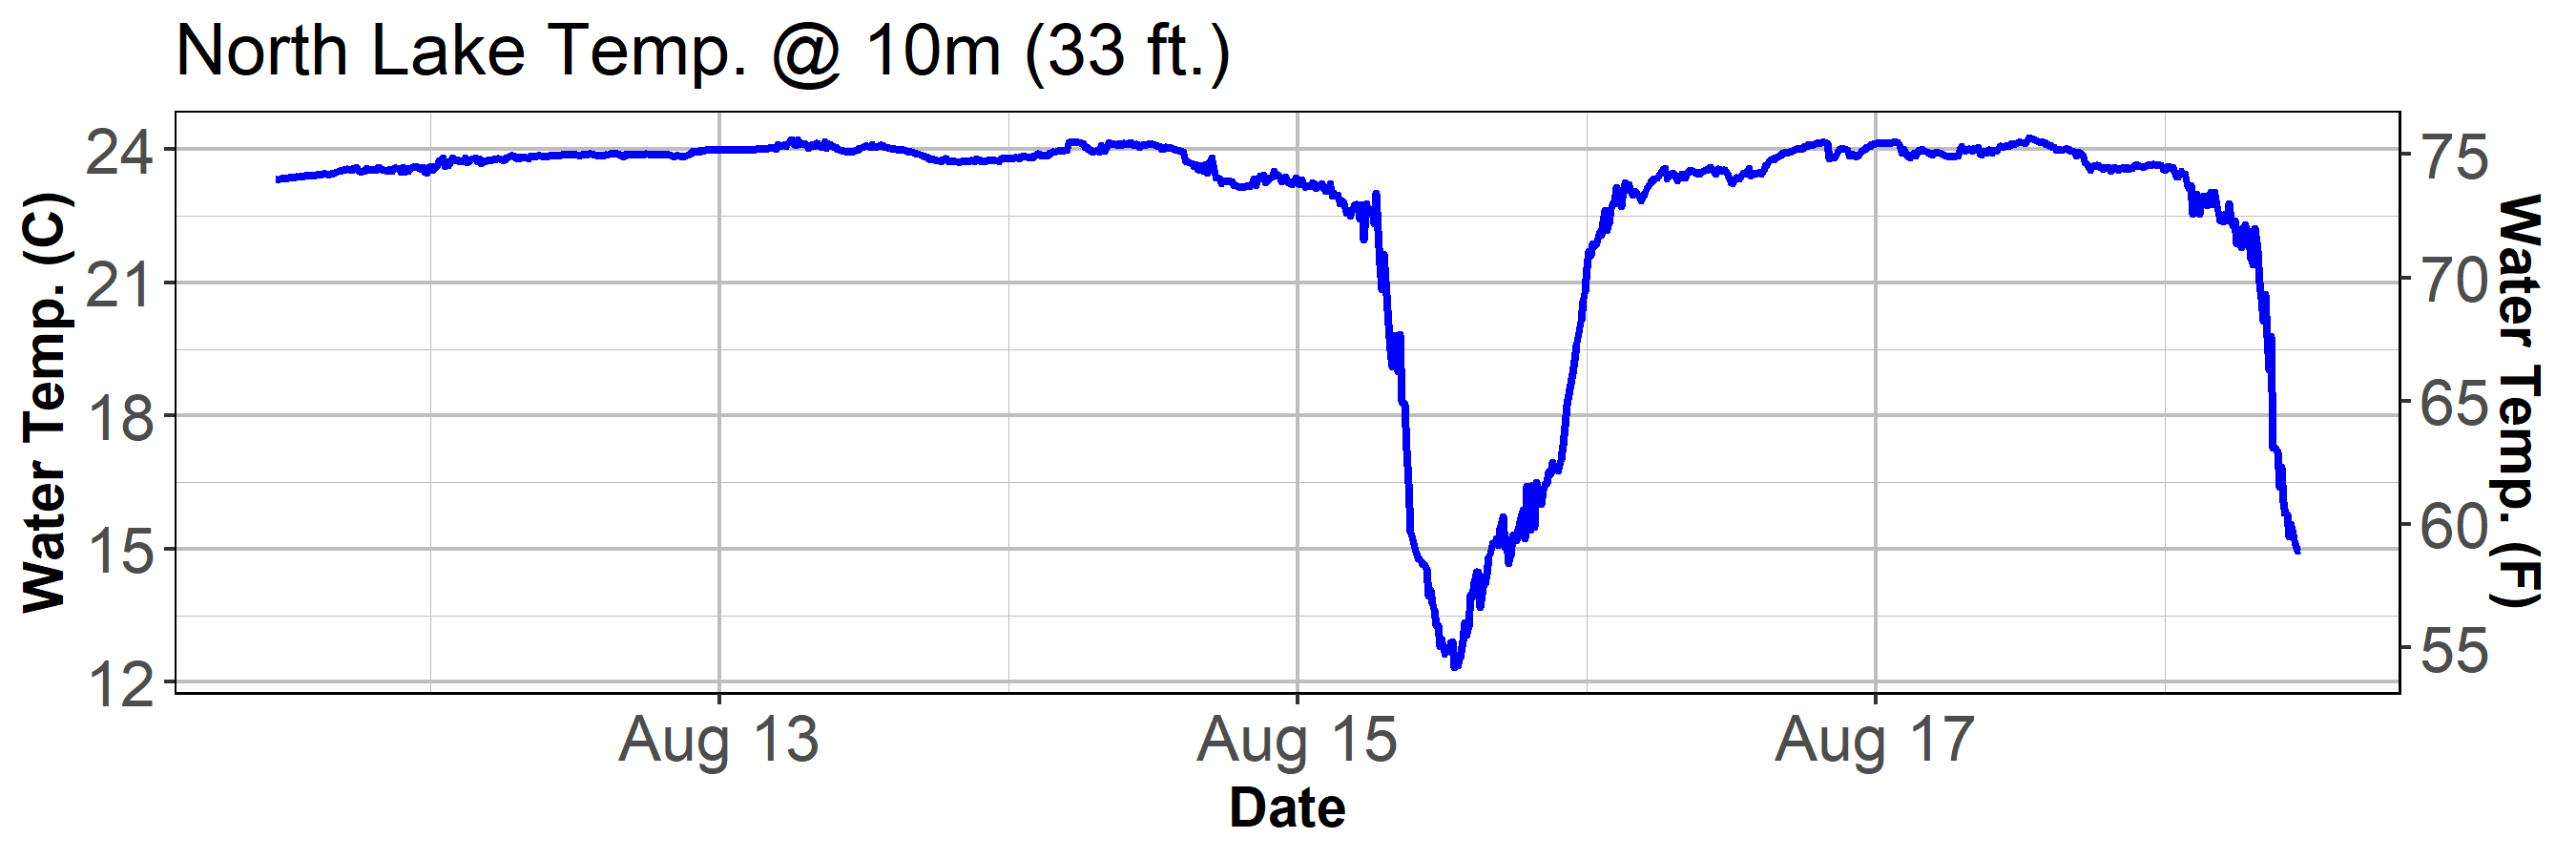 North Lake Temp. @ 10m (33 ft.)
Water Temp. (C)
24
21
18
15
12
75
70
65
60
55
Water Temp. (F)
Aug 13
Aug 15
Aug 17
Date